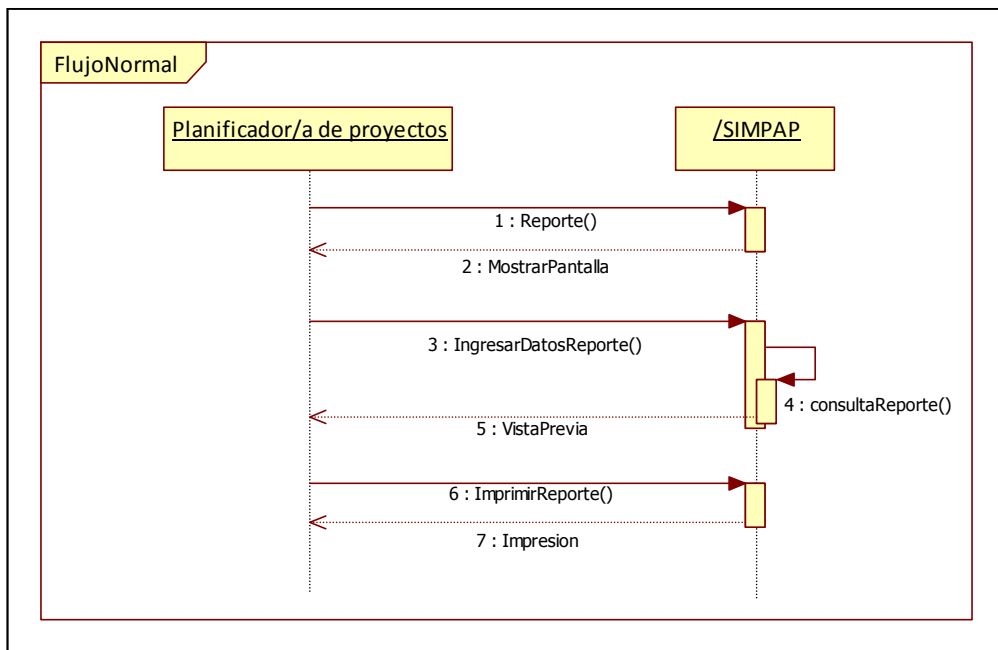 FlujoNormal
Planificador/a de proyectos
/SIMPAP
1 : Reporte()
2 : MostrarPantalla
3 : IngresarDatosReporte()
4 : consultaReporte()
5 : VistaPrevia
6 : ImprimirReporte()
7 : Impresion